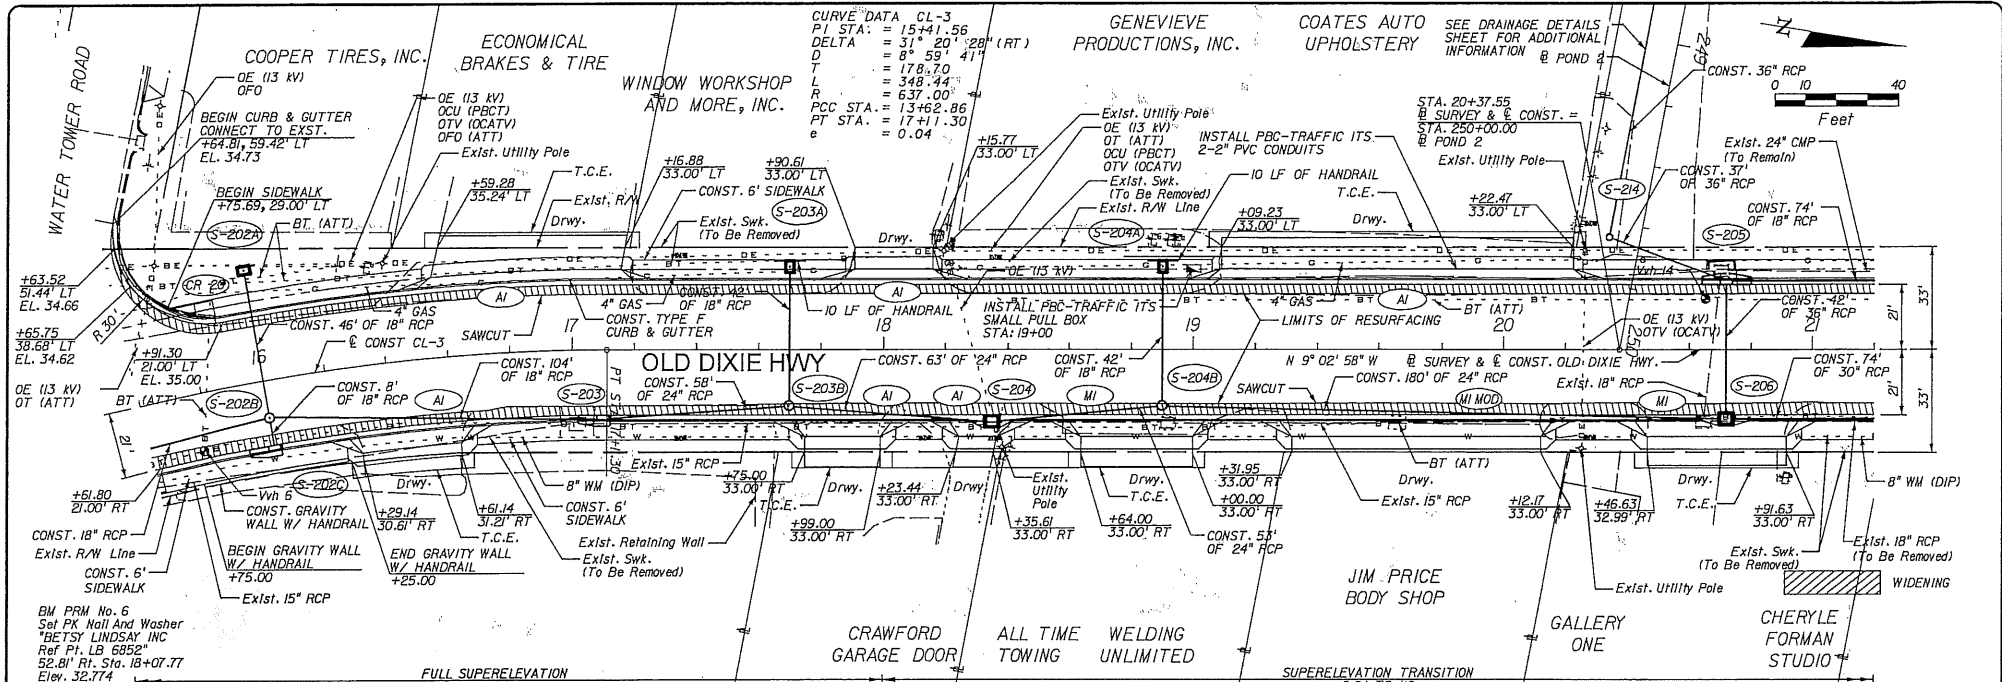 WATER TOWER ROAD
COOPER TIRES, INC.
ECONOMICAL
BRAKES & TIRE
WINDOW WORKSHOP
AND MORE, INC.
CURVE DATA CL-3
PI STA. = 15+41.56
DELTA = 31° 20' 28" (RT)
D = 8° 59' 41"
T = 178.70
L = 348.44
R = 637.00
PCC STA. = 13+62.86
PT STA. = 17+11.30
e = 0.04
GENEVIEVE
PRODUCTIONS, INC.
COATES AUTO
UPHOLSTERY
SEE DRAINAGE DETAILS
SHEET FOR ADDITIONAL
INFORMATION
POND 2
249
CONST. 36" RCP
N
0 10 40
Feet
OE (13 KV)
OFO
BEGIN CURB & GUTTER
CONNECT TO EXST.
+64.81, 59.42' LT
EL. 34.73
BEGIN SIDEWALK
+75.69, 29.00' LT
S-202A
BT (ATT)
OE (13 KV)
OCU (PBCT)
OTV (OCATV)
OFO (ATT)
Exist. Utility Pole
+59.28
35.24' LT
T.C.E.
Exist. R/W
Drwy.
+16.88
33.00' LT
+90.61
33.00' LT
CONST. 6' SIDEWALK
S-203A
Exist. Swk.
(To Be Removed)
Drwy.
+15.77
33.00' LT
Exist. Utility Pole
OE (13 KV)
OT (ATT)
OCU (PBCT)
OTV (OCATV)
Exist. Swk.
(To Be Removed)
Exist. R/W Line
S-204A
INSTALL PBC-TRAFFIC ITS
2-2" PVC CONDUITS
10 LF OF HANDRAIL
T.C.E.
+09.23
33.00' LT
Drwy.
STA. 20+37.55
SURVEY & CONST. =
STA. 250+00.00
POND 2
Exist. Utility Pole
+22.47
33.00' LT
S-214
Exist. 24" CMP
(To Remain)
CONST. 37'
OF 36" RCP
CONST. 74'
OF 18" RCP
S-205
+63.52
51.44' LT
EL. 34.66
+65.75
38.68' LT
EL. 34.62
R 30'
CR 20
4" GAS
CONST. 46' OF 18" RCP
+91.30
21.00' LT
EL. 35.00
16
CONST CL-3
SAWCUT
AI
17
4" GAS
CONST. TYPE F
CURB & GUTTER
CONST. 42'
18" RCP
10 LF OF HANDRAIL
AI
18
OE (13 KV)
INSTALL PBC-TRAFFIC ITS
SMALL PULL BOX
STA: 19+00
4" GAS
19
LIMITS OF RESURFACING
AI
BT (ATT)
20
Vvh 14
OE (13 KV)
OTV (OCATV)
250
CONST. 42'
OF 36" RCP
21
21'
33'
OE (13 KV)
OT (ATT)
BT (ATT)
S-202B
CONST. 8'
OF 18" RCP
AI
CONST. 104'
OF 18" RCP
S-203
PT STA. 17+11.30
OLD DIXIE HWY
CONST. 58'
OF 24" RCP
S-203B
CONST. 63' OF 24" RCP
AI
AI
S-204
CONST. 42'
OF 18" RCP
MI
S-204B
N 9° 02' 58" W
SURVEY & CONST. OLD DIXIE HWY.
SAWCUT
CONST. 180' OF 24" RCP
MI MOD
Exist. 18" RCP
MI
S-206
CONST. 74'
OF 30" RCP
21'
33'
21'
+61.80
21.00' RT
Vvh 6
S-202C
Drwy.
Exist. 15" RCP
8" WM (DIP)
+75.00
33.00' RT
Drwy.
+23.44
33.00' RT
Drwy.
Exist.
Utility
Pole
T.C.E.
Drwy.
+31.95
33.00' RT
+00.00
33.00' RT
BT (ATT)
Exist. 15" RCP
+12.17
33.00' RT
+46.63
32.99' RT
Drwy.
T.C.E.
+91.63
33.00' RT
8" WM (DIP)
CONST. 18" RCP
Exist. R/W Line
CONST. 6'
SIDEWALK
CONST. GRAVITY
WALL W/ HANDRAIL
BEGIN GRAVITY WALL
W/ HANDRAIL
+75.00
Exist. 15" RCP
+29.14
30.61' RT
+61.14
31.21' RT
T.C.E.
END GRAVITY WALL
W/ HANDRAIL
+25.00
CONST. 6'
SIDEWALK
Exist. Retaining Wall
Exist. Swk.
(To Be Removed)
T.C.E.
+99.00
33.00' RT
+35.61
33.00' RT
+64.00
33.00' RT
CONST. 53'
OF 24" RCP
Exist. Swk.
(To Be Removed)
Exist. 18" RCP
(To Be Removed)
Exist. Utility Pole
WIDENING
BM PRM No. 6
Set PK Nail And Washer
"BETSY LINDSAY INC
Ref Pt. LB 6852"
52.81' Rt. Sta. 18+07.77
Elev. 32.774
CRAWFORD
GARAGE DOOR
ALL TIME
TOWING
WELDING
UNLIMITED
JIM PRICE
BODY SHOP
GALLERY
ONE
CHERYLE
FORMAN
STUDIO
FULL SUPERELEVATION
SUPERELEVATION TRANSITION